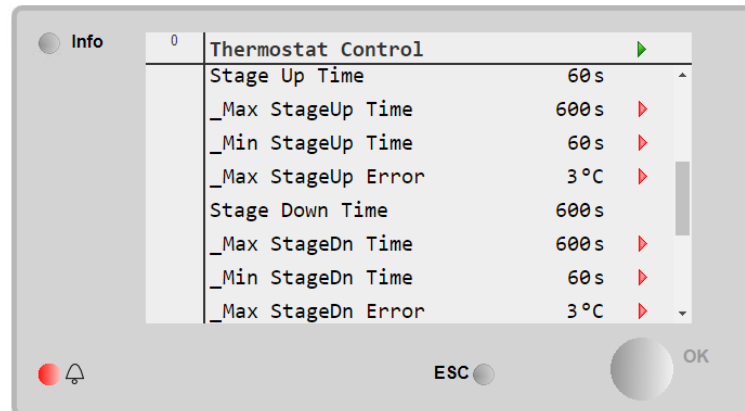 Info
0
Thermostat Control
Stage Up Time 60s
_Max StageUp Time 600s
_Min StageUp Time 60s
_Max StageUp Error 3°C
Stage Down Time 600s
_Max StageDn Time 600s
_Min StageDn Time 60s
_Max StageDn Error 3°C
ESC
OK